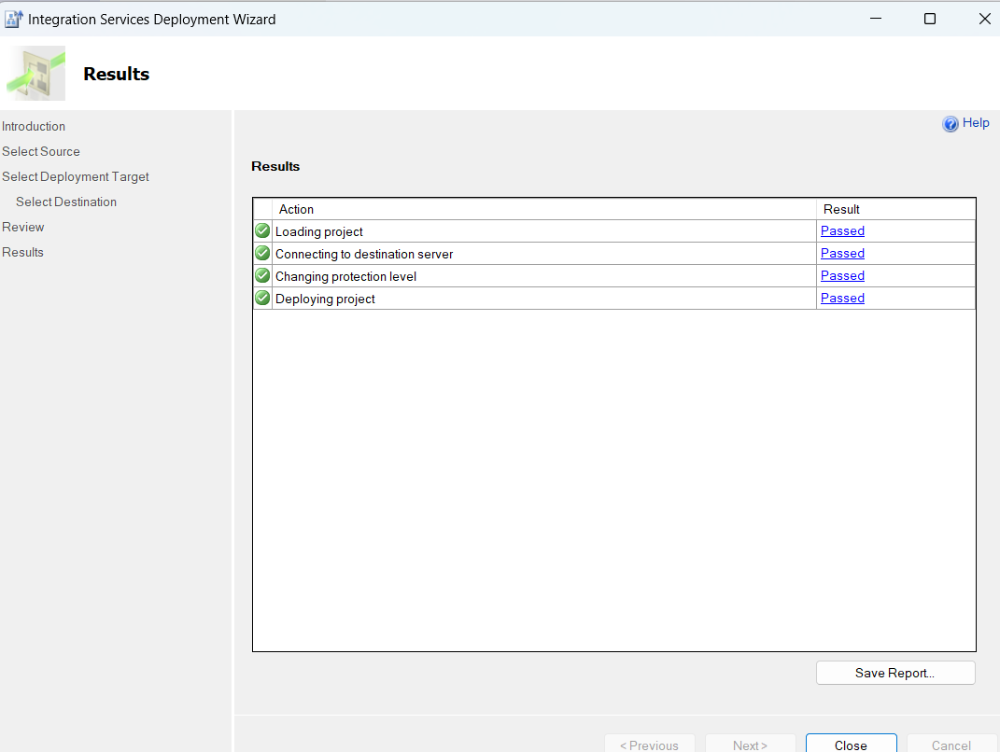 Integration Services Deployment Wizard
Results
Introduction
Select Source
Select Deployment Target
Select Destination
Review
Results
Help
Results
Action Result
Loading project Passed
Connecting to destination server Passed
Changing protection level Passed
Deploying project Passed
Save Report...
< Previous Next > Close Cancel